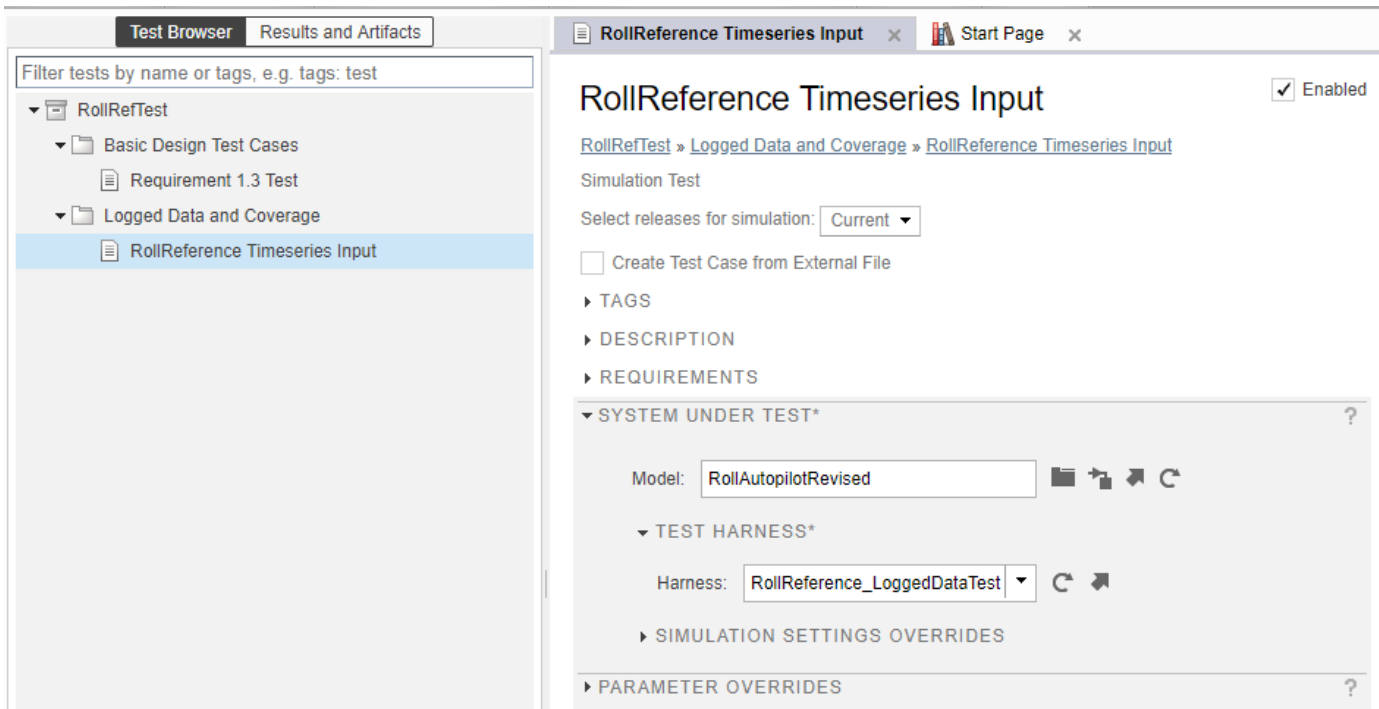 Test Browser Results and Artifacts
Filter tests by name or tags, e.g. tags: test
RollRefTest
Basic Design Test Cases
Requirement 1.3 Test
Logged Data and Coverage
RollReference Timeseries Input
RollReference Timeseries Input Start Page
RollReference Timeseries Input
Enabled
RollRefTest » Logged Data and Coverage » RollReference Timeseries Input
Simulation Test
Select releases for simulation: Current
Create Test Case from External File
TAGS
DESCRIPTION
REQUIREMENTS
SYSTEM UNDER TEST* ?
Model: RollAutopilotRevised
TEST HARNESS*
Harness: RollReference_LoggedDataTest
SIMULATION SETTINGS OVERRIDES
PARAMETER OVERRIDES ?